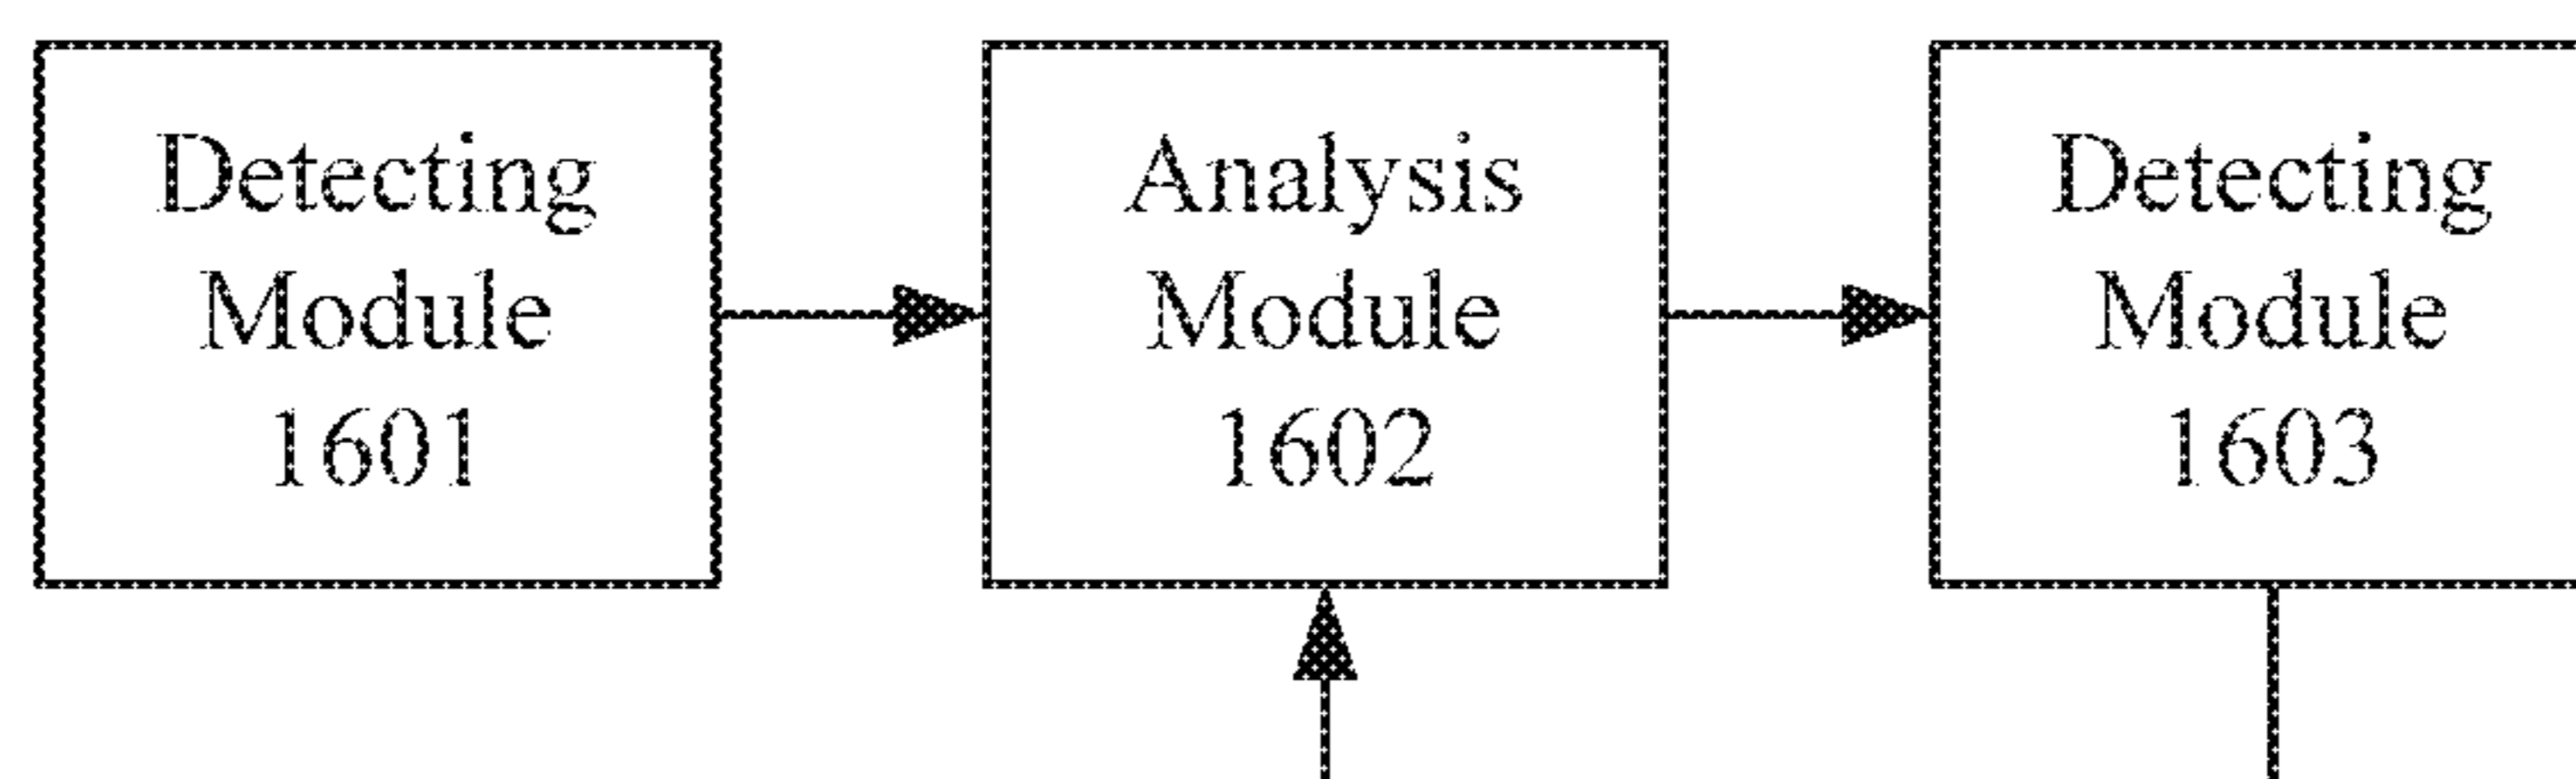 Detecting
Module
1601
Analysis
Module
1602
Detecting
Module
1603